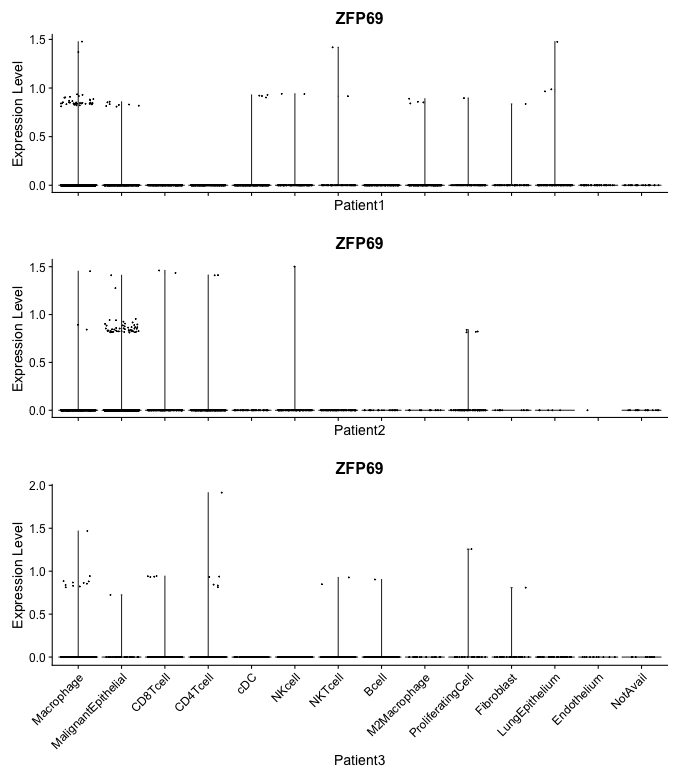 ZFP69
Expression Level
1.5
1.0
0.5
0.0
Patient1
ZFP69
Expression Level
1.5
1.0
0.5
0.0
Patient2
ZFP69
Expression Level
2.0
1.5
1.0
0.5
0.0
Macrophage
MalignantEpithelial
CD8Tcell
CD4Tcell
cDC
NKcell
NKTcell
Bcell
M2Macrophage
ProliferatingCell
Fibroblast
LungEpithelium
Endothelium
NotAvail
Patient3